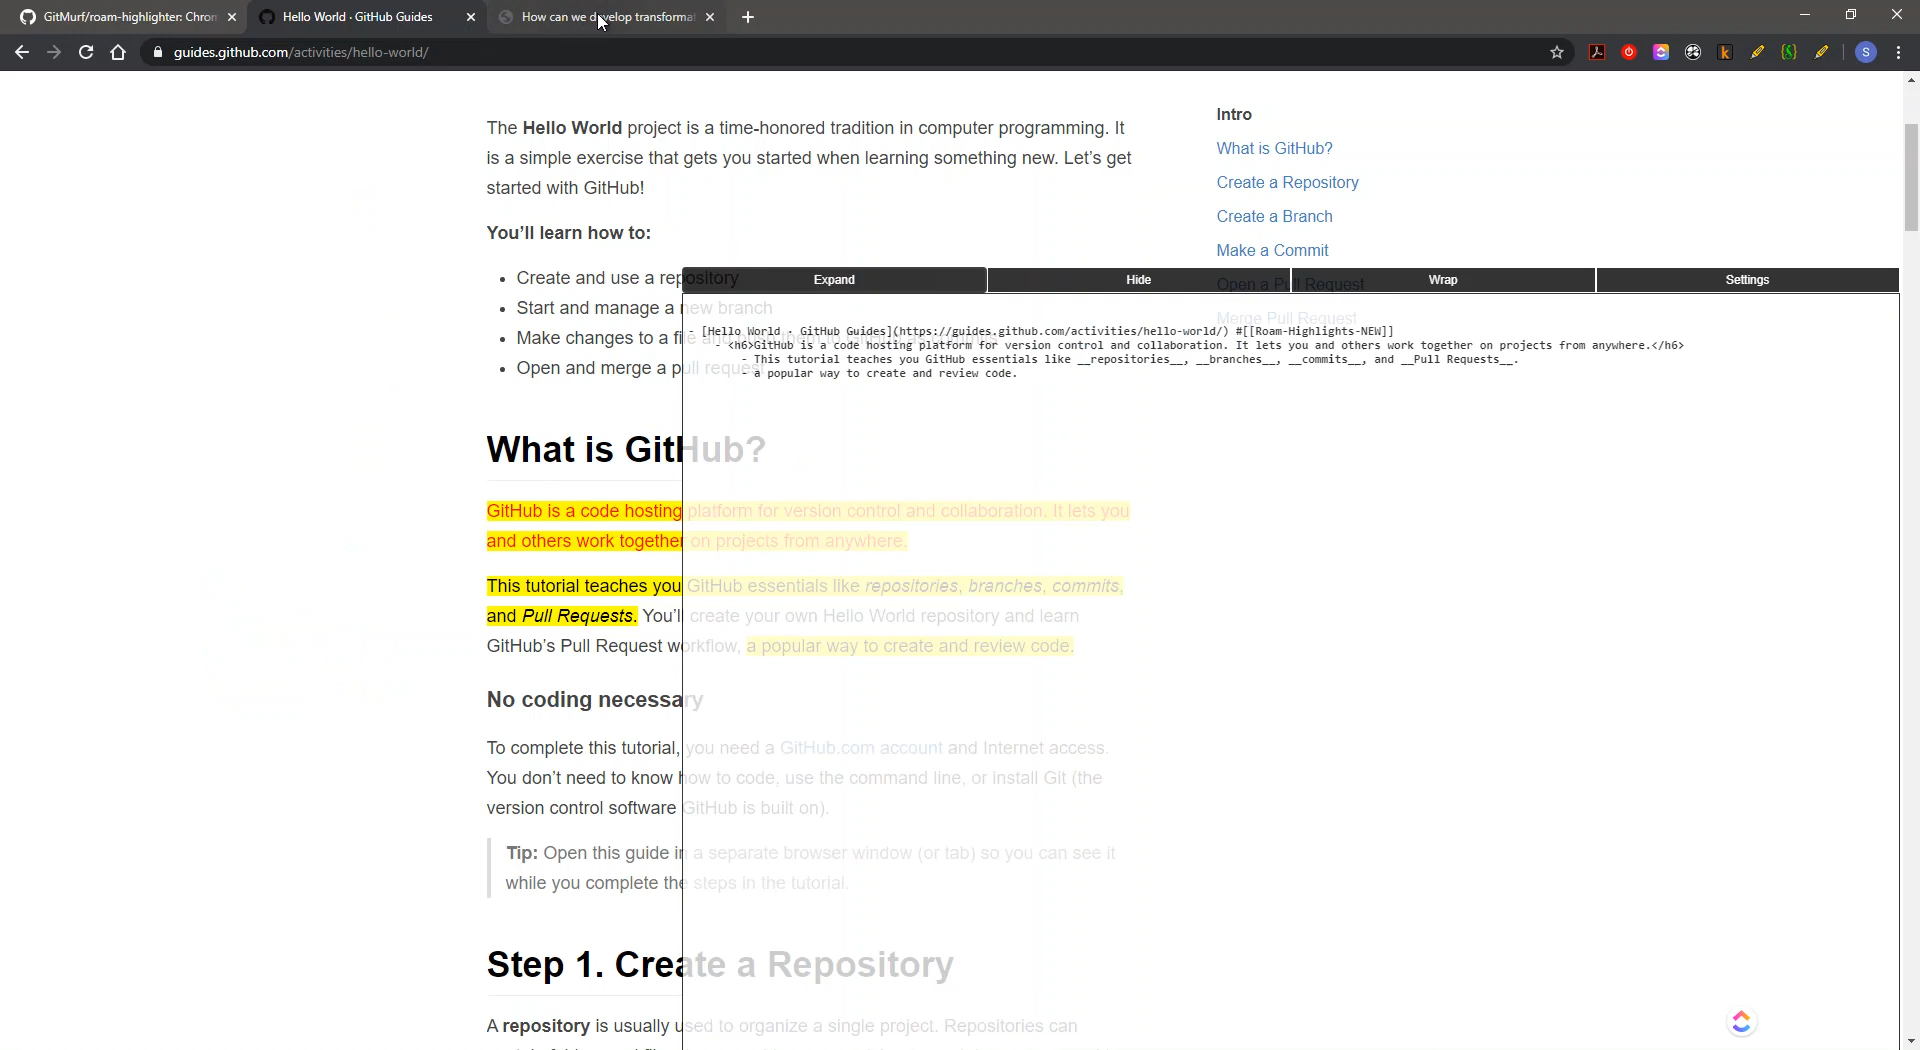 GitMurf/roam-highlighter: Chrom
Hello World · GitHub Guides
How can we develop transforma
guides.github.com/activities/hello-world/
S
The Hello World project is a time-honored tradition in computer programming. It
is a simple exercise that gets you started when learning something new. Let's get
started with GitHub!
You'll learn how to:
Create and use a repository
Start and manage a new branch
Make changes to a file and push them to GitHub as commits
Open and merge a pull request
Intro
What is GitHub?
Create a Repository
Create a Branch
Make a Commit
Open a Pull Request
Merge Pull Request
Expand
Hide
Wrap
Settings
- [Hello World · GitHub Guides](https://guides.github.com/activities/hello-world/) #[[Roam-Highlights-NEW]]
- <h6>GitHub is a code hosting platform for version control and collaboration. It lets you and others work together on projects from anywhere.</h6>
- This tutorial teaches you GitHub essentials like __repositories__, __branches__, __commits__, and __Pull Requests__.
- a popular way to create and review code.
What is GitHub?
GitHub is a code hosting platform for version control and collaboration. It lets you
and others work together on projects from anywhere.
This tutorial teaches you GitHub essentials like repositories, branches, commits,
and Pull Requests. You'll create your own Hello World repository and learn
GitHub's Pull Request workflow, a popular way to create and review code.
No coding necessary
To complete this tutorial, you need a GitHub.com account and Internet access.
You don't need to know how to code, use the command line, or install Git (the
version control software GitHub is built on).
Tip: Open this guide in a separate browser window (or tab) so you can see it
while you complete the steps in the tutorial.
Step 1. Create a Repository
A repository is usually used to organize a single project. Repositories can